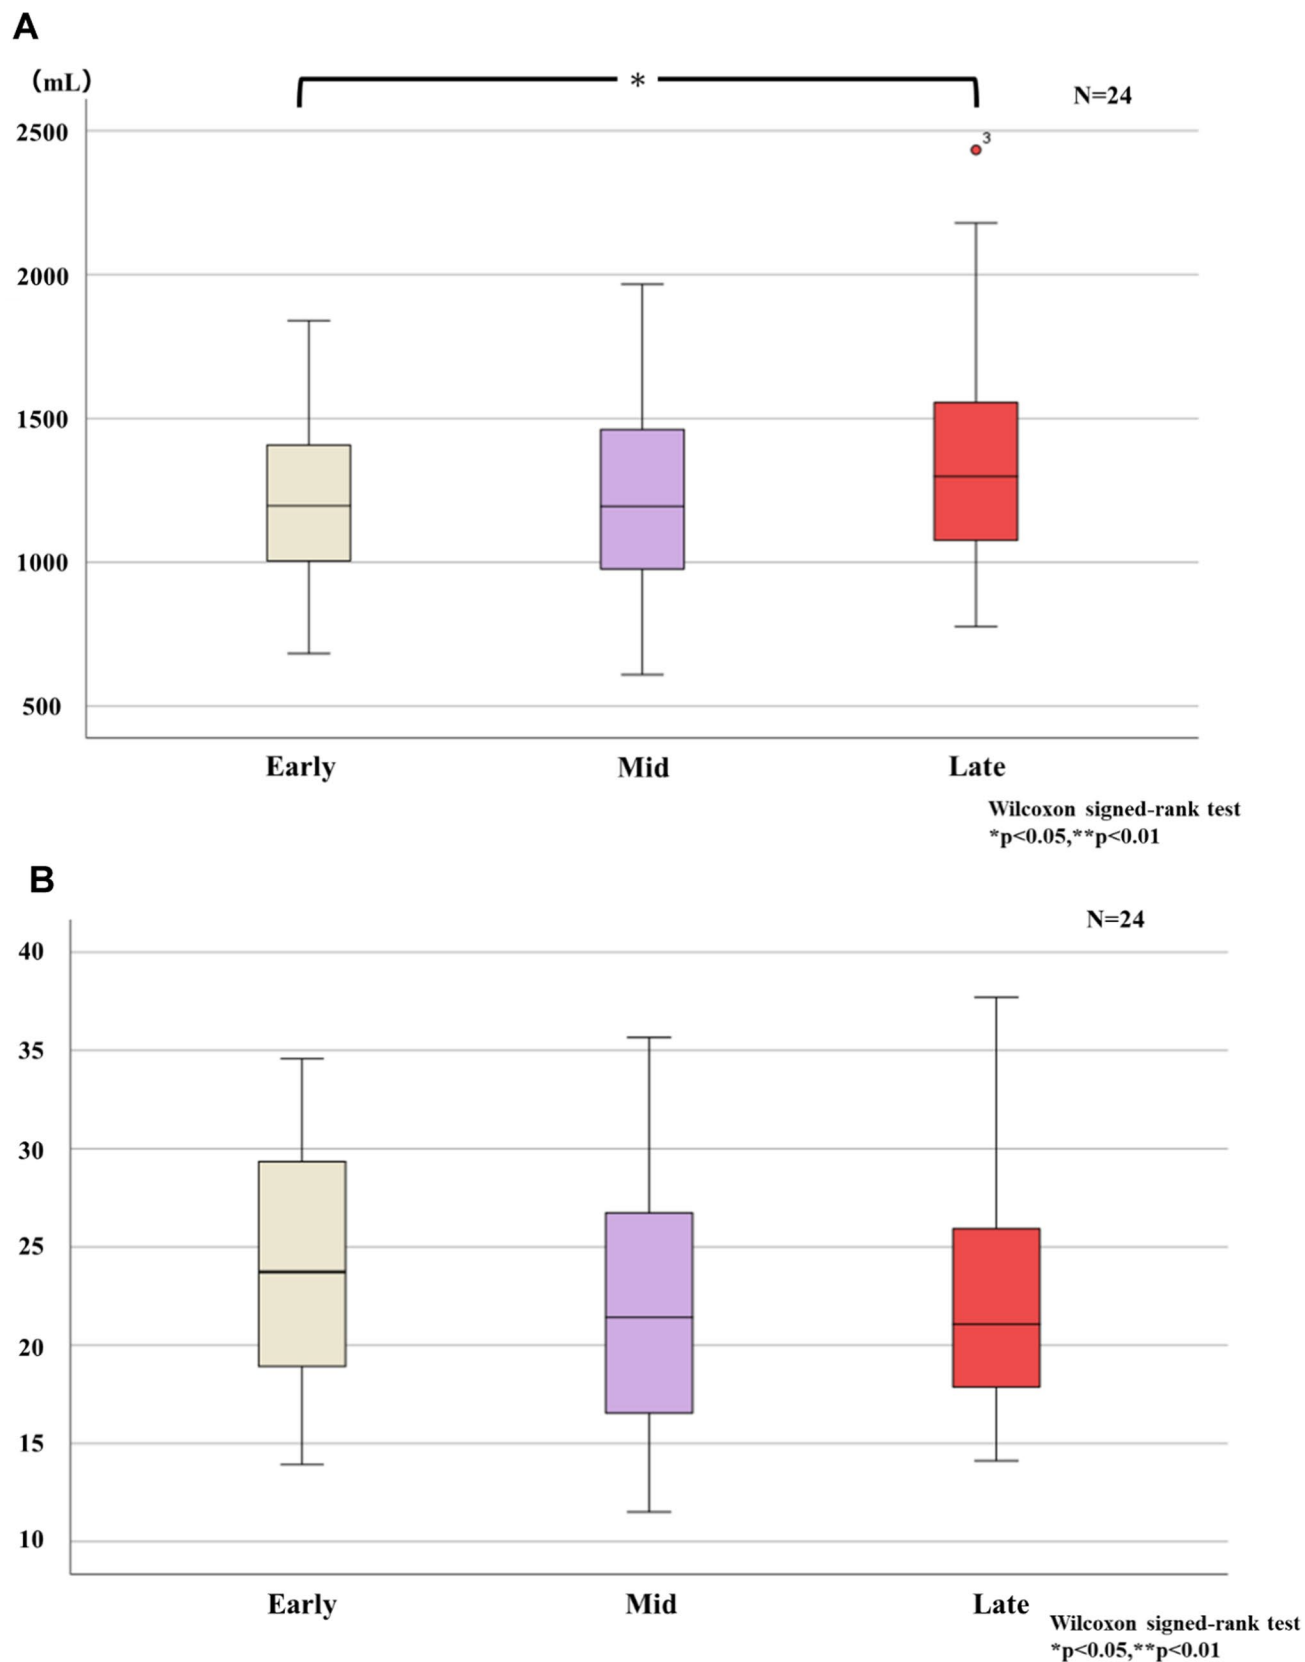 A
(mL)
*
N=24
2500
3
2000
1500
1000
500
Early Mid Late
Wilcoxon signed-rank test
*p<0.05,**p<0.01
B
N=24
40
35
30
25
20
15
10
Early Mid Late
Wilcoxon signed-rank test
*p<0.05,**p<0.01